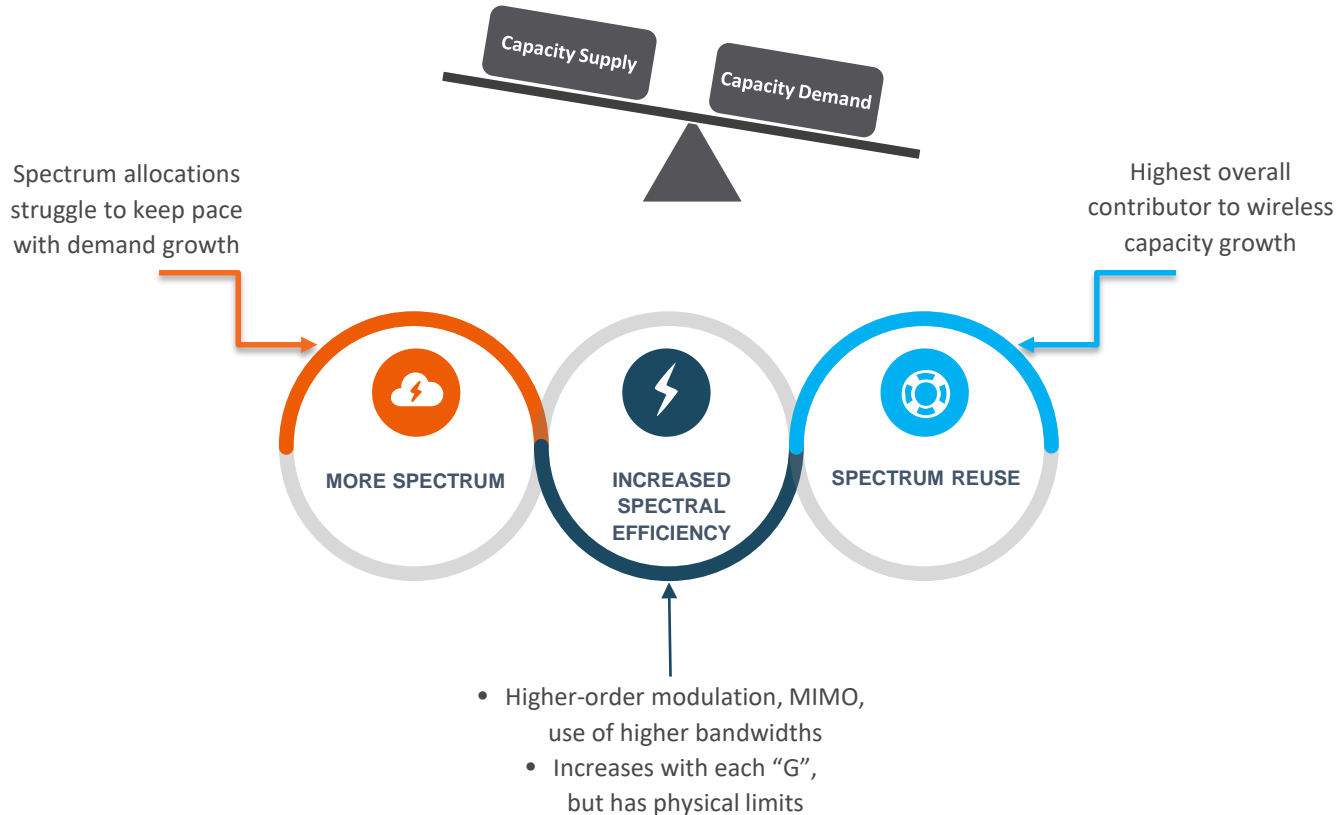 Capacity Supply
Capacity Demand
Spectrum allocations
struggle to keep pace
with demand growth
Highest overall
contributor to wireless
capacity growth
MORE SPECTRUM
INCREASED
SPECTRAL
EFFICIENCY
SPECTRUM REUSE
• Higher-order modulation, MIMO,
use of higher bandwidths
• Increases with each “G”,
but has physical limits